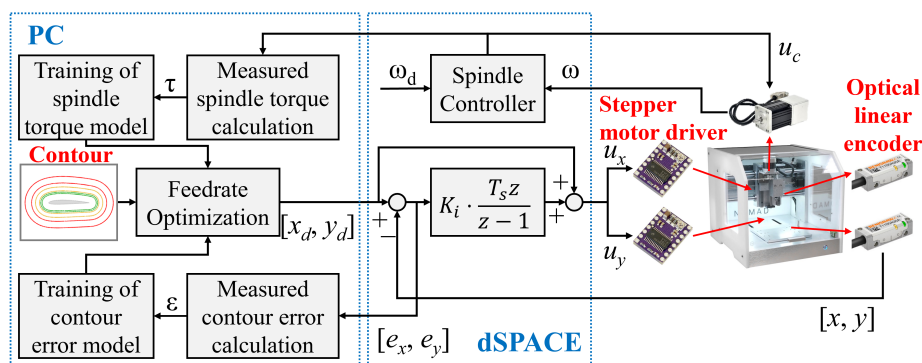 PC
Training of
spindle
torque model
τ
Measured
spindle torque
calculation
ω_d
Spindle
Controller
ω
u_c
Stepper
motor driver
Optical
linear
encoder
Contour
Feedrate
Optimization
[x_d, y_d]
+
−
K_i · T_s z / (z − 1)
+
+
u_x
u_y
NOMAD
Training of
contour
error model
ε
Measured
contour error
calculation
[e_x, e_y]
dSPACE
[x, y]